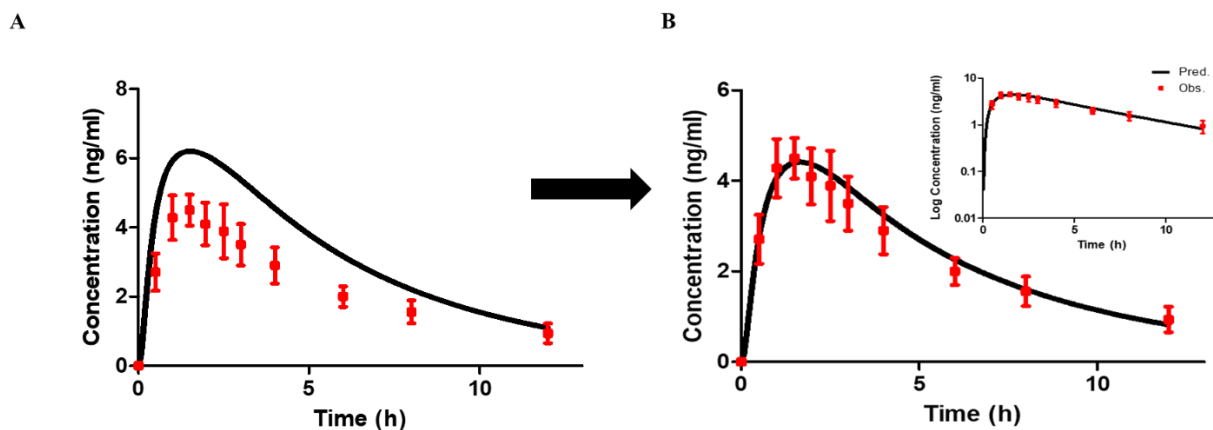 A
Concentration (ng/ml)
8
6
4
2
0
0
5
10
Time (h)
B
Concentration (ng/ml)
6
4
2
0
0
5
10
Time (h)
Log Concentration (ng/ml)
10
1
0.1
0.01
0
5
10
Time (h)
Pred.
Obs.